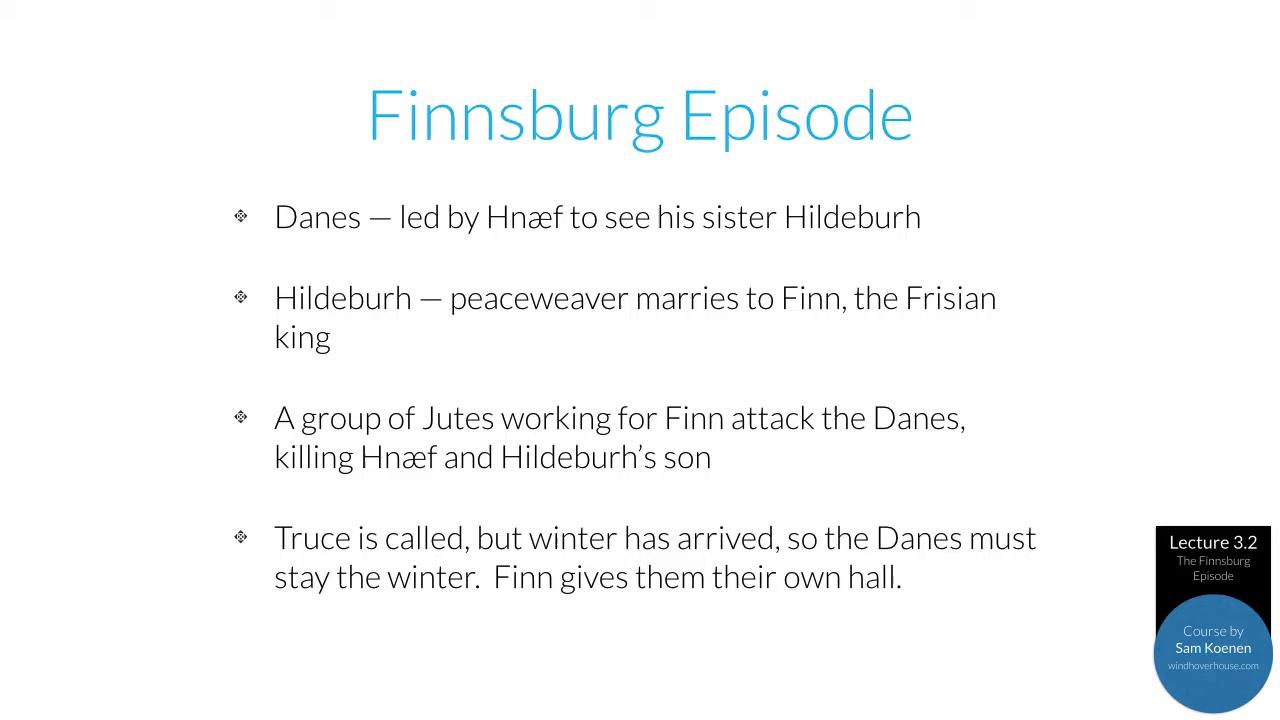 Finnsburg Episode
Danes — led by Hnæf to see his sister Hildeburh
Hildeburh — peaceweaver marries to Finn, the Frisian
king
A group of Jutes working for Finn attack the Danes,
killing Hnæf and Hildeburh’s son
Truce is called, but winter has arrived, so the Danes must
stay the winter.  Finn gives them their own hall.
Lecture 3.2
The Finnsburg
Episode
Course by
Sam Koenen
windhoverhouse.com